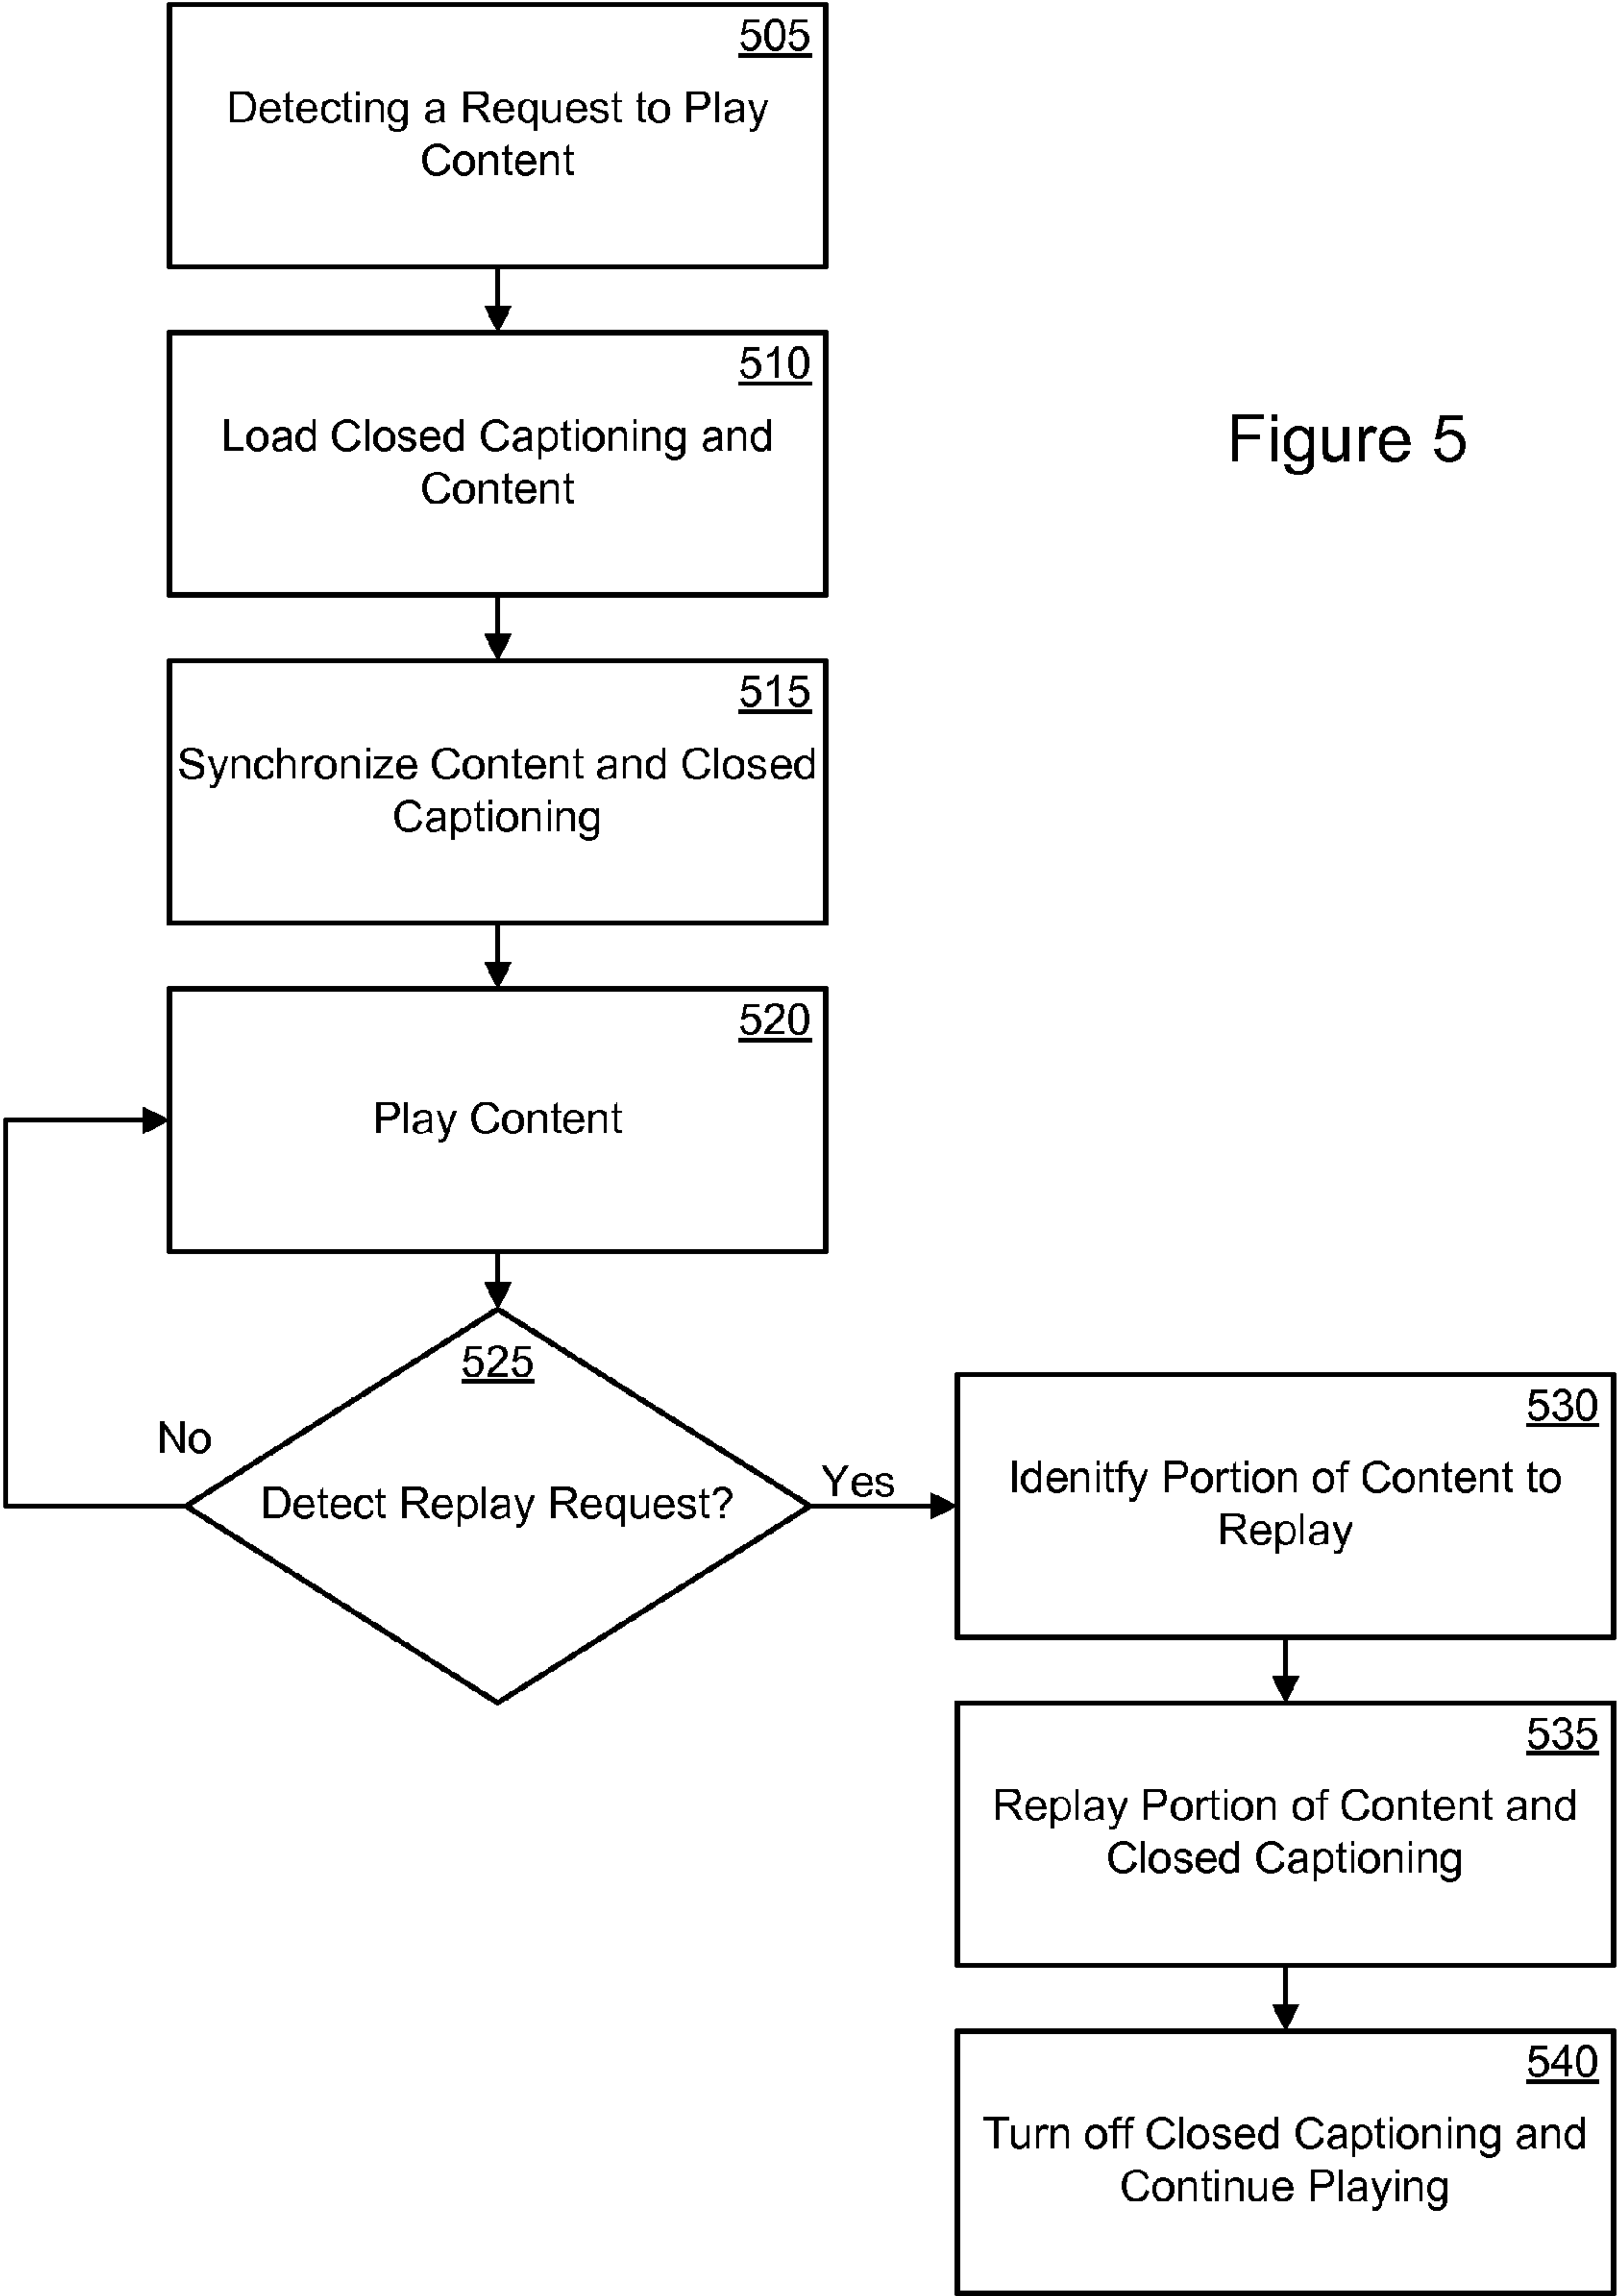 505
Detecting a Request to Play
Content
510
Load Closed Captioning and
Content
Figure 5
515
Synchronize Content and Closed
Captioning
520
Play Content
525
Detect Replay Request?
No
Yes
530
Idenitfy Portion of Content to
Replay
535
Replay Portion of Content and
Closed Captioning
540
Turn off Closed Captioning and
Continue Playing